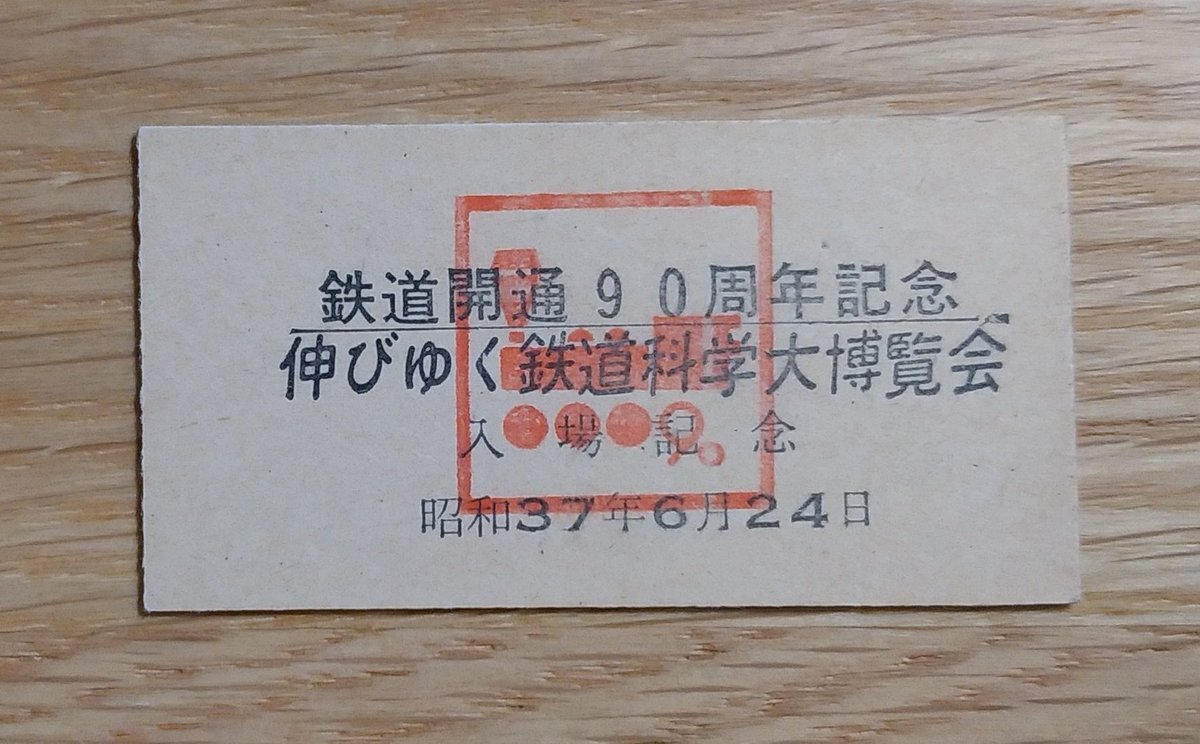 鉄道開通90周年記念
伸びゆく鉄道科学大博覧会
入場記念
昭和37年6月24日